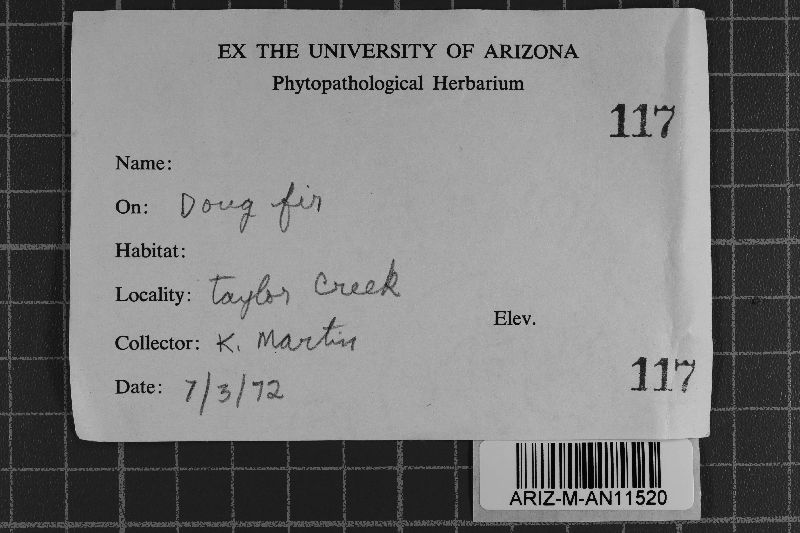 EX THE UNIVERSITY OF ARIZONA
Phytopathological Herbarium
117
Name:
On: Doug fir
Habitat:
Locality: Taylor Creek
Elev.
Collector: K. Martin
Date: 7/3/72
117
ARIZ-M-AN11520